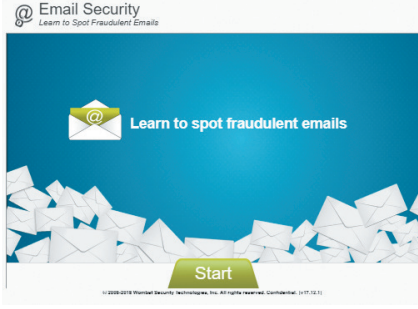 @ Email Security
Learn to Spot Fraudulent Emails
@ Learn to spot fraudulent emails
Start
(c) 2008-2019 Wombat Security Technologies, Inc. All rights reserved. Confidential. (v17.12.1)